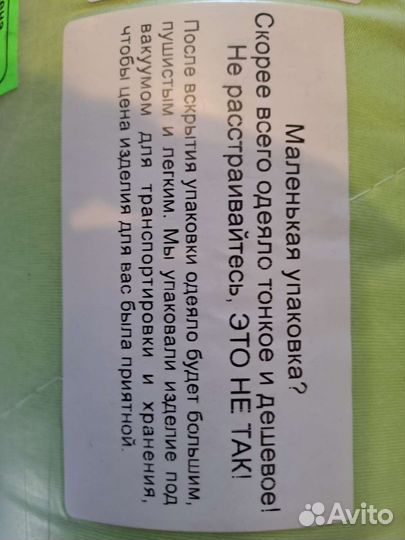 Маленькая упаковка?
Скорее всего одеяло тонкое и дешевое!
Не расстраивайтесь, ЭТО НЕ ТАК!
После вскрытия упаковки одеяло будет большим,
пушистым и легким. Мы упаковали изделие под
вакуумом для транспортировки и хранения,
чтобы цена изделия для вас была приятной.
Avito